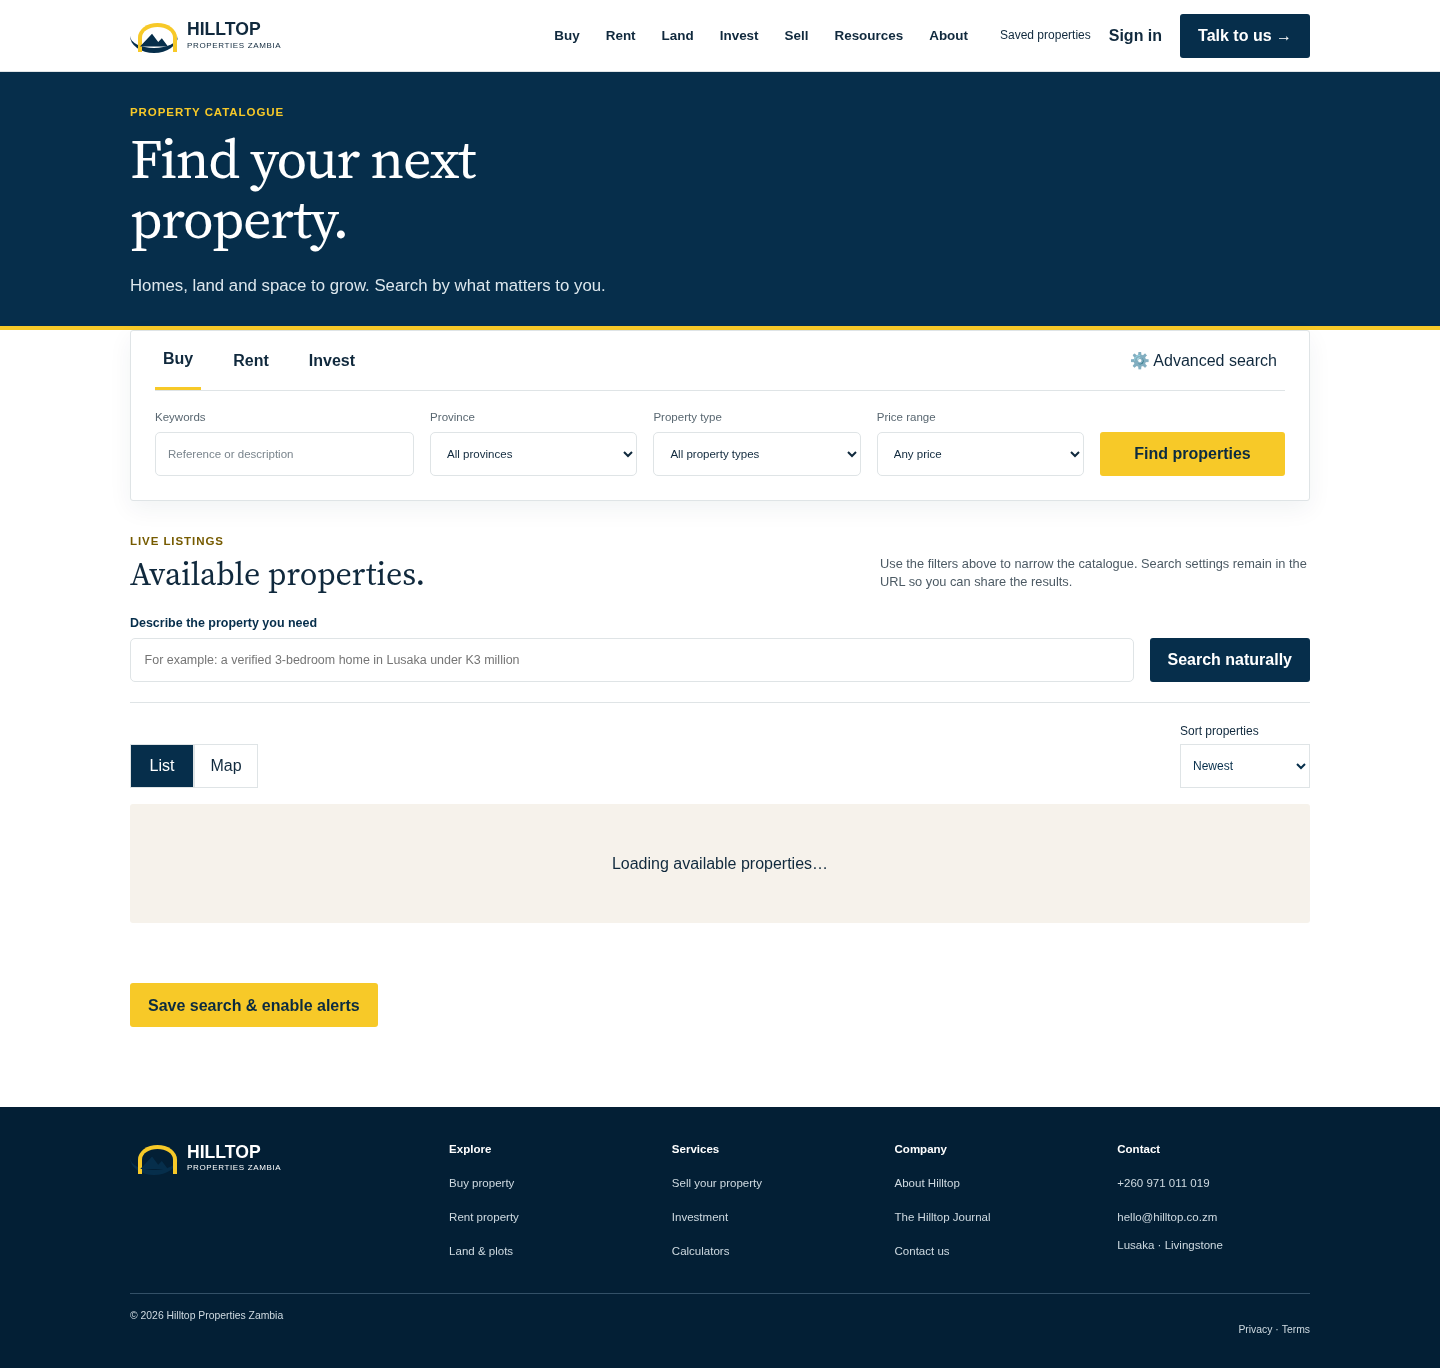 HILLTOP
PROPERTIES ZAMBIA
Buy Rent Land Invest Sell Resources About Saved properties Sign in Talk to us →
PROPERTY CATALOGUE
Find your next
property.
Homes, land and space to grow. Search by what matters to you.
Buy Rent Invest ⚙️ Advanced search
Keywords Province Property type Price range
Reference or description All provinces All property types Any price Find properties
LIVE LISTINGS
Available properties.
Use the filters above to narrow the catalogue. Search settings remain in the
URL so you can share the results.
Describe the property you need
For example: a verified 3-bedroom home in Lusaka under K3 million Search naturally
Sort properties
List Map Newest
Loading available properties…
Save search & enable alerts
HILLTOP
PROPERTIES ZAMBIA
Explore Services Company Contact
Buy property Sell your property About Hilltop +260 971 011 019
Rent property Investment The Hilltop Journal hello@hilltop.co.zm
Land & plots Calculators Contact us Lusaka · Livingstone
© 2026 Hilltop Properties Zambia
Privacy · Terms